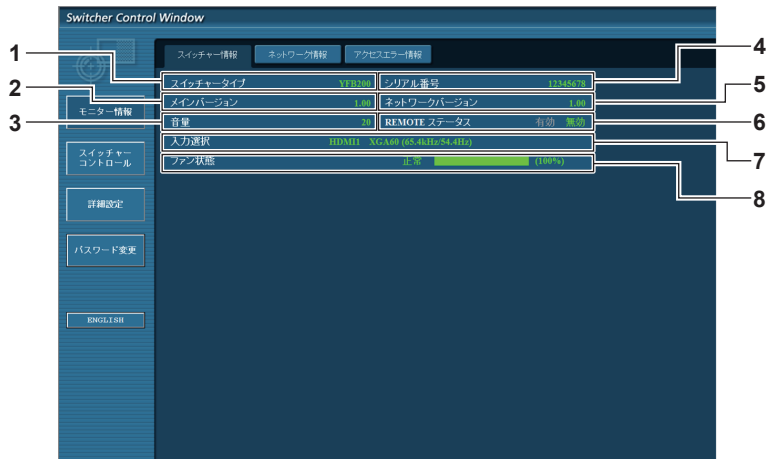 Switcher Control Window
スイッチャー情報 ネットワーク情報 アクセスエラー情報
1 4
スイッチャータイプ YFB200 シリアル番号 12345678
2 5
メインバージョン 1.00 ネットワークバージョン 1.00
3 6
音量 20 REMOTE ステータス 有効 無効
入力選択 HDMI1 XGA60 (65.4kHz/54.4Hz)
7
ファン状態 正常 (100%)
8
モニター情報
スイッチャー
コントロール
詳細設定
パスワード変更
ENGLISH